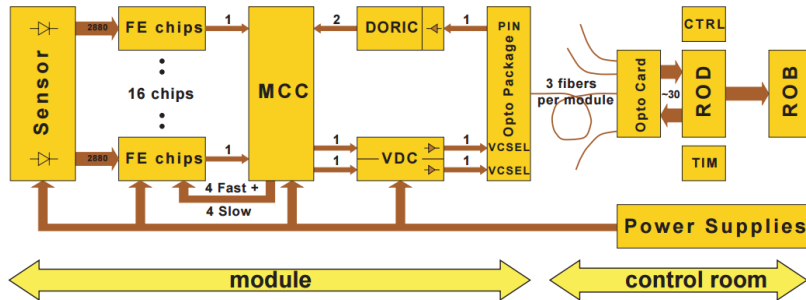 2880
FE chips
1
2
DORIC
1
PIN
CTRL
Sensor
16 chips
MCC
Opto Package
3 fibers
per module
Opto Card
~30
ROD
ROB
2880
FE chips
1
1
1
VDC
1
1
VCSEL
VCSEL
TIM
4 Fast +
4 Slow
Power Supplies
module
control room